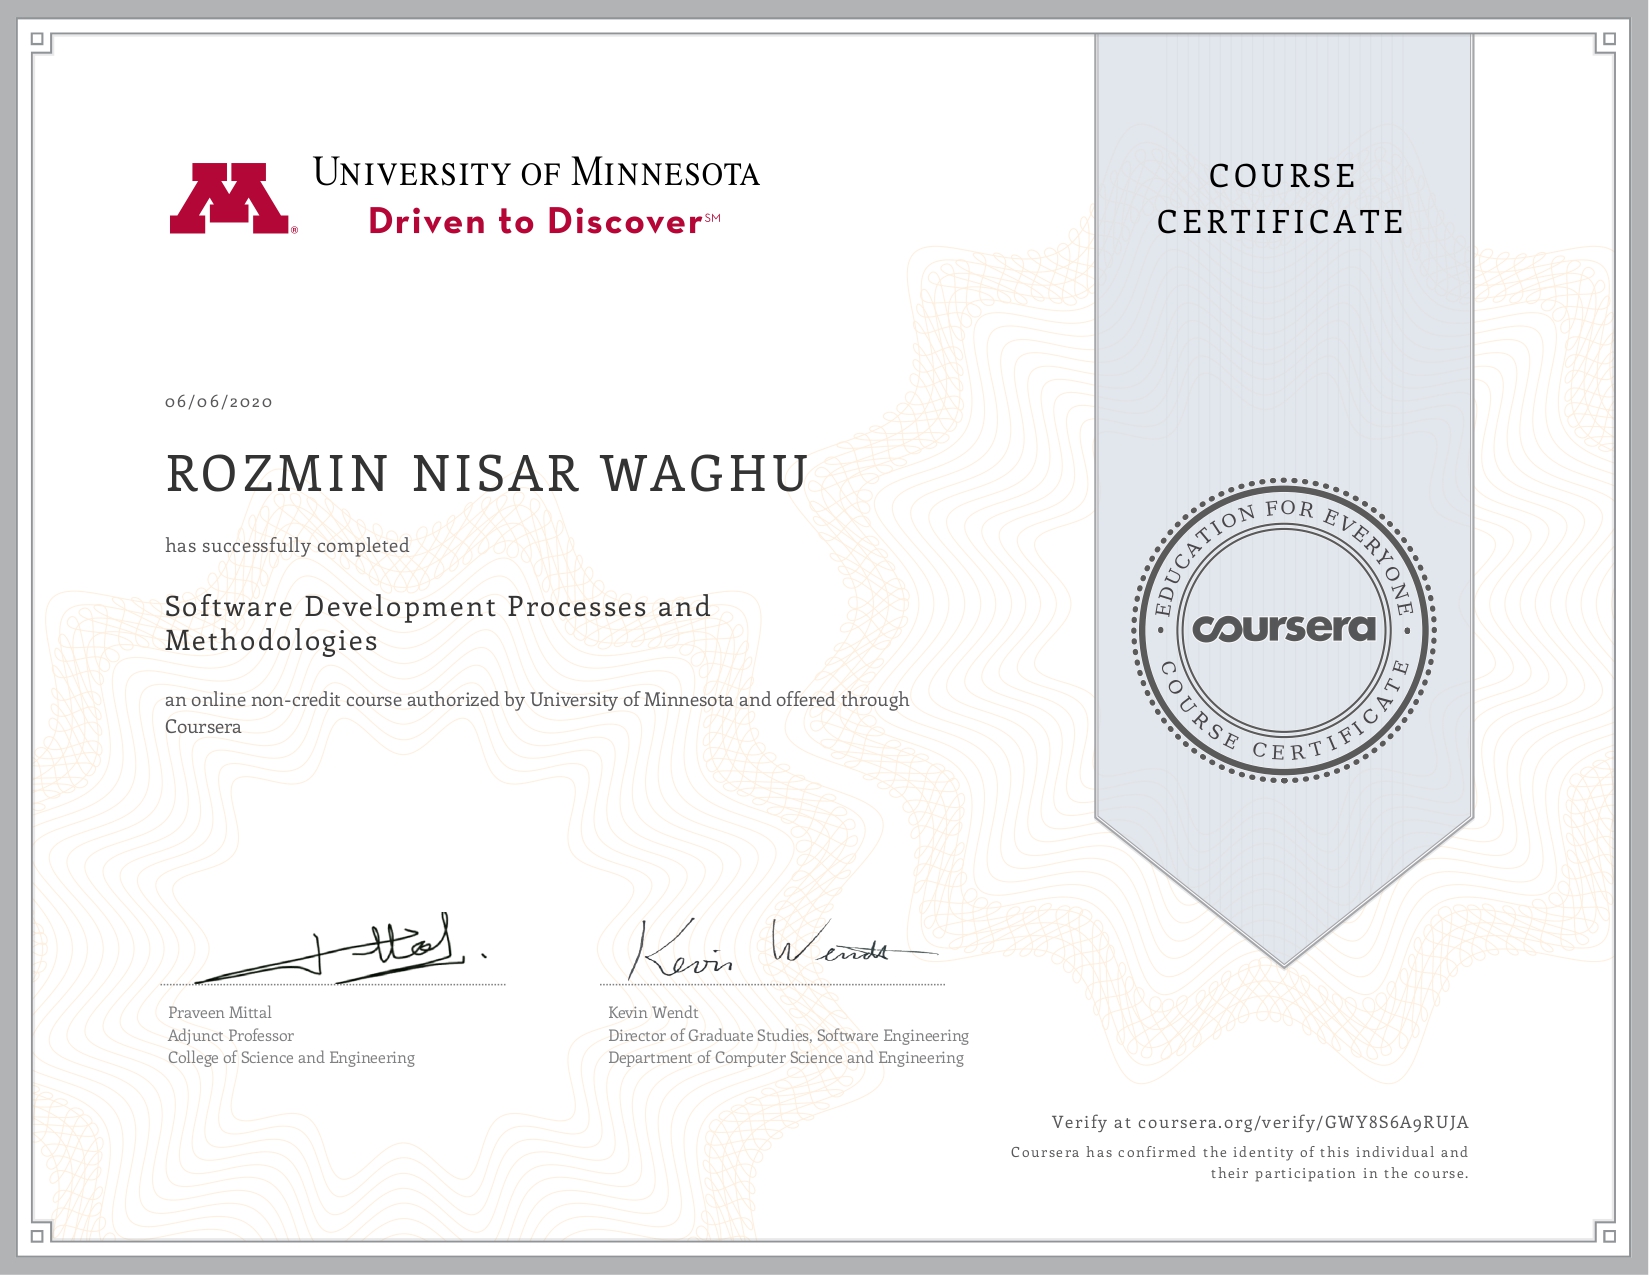 UNIVERSITY OF MINNESOTA
Driven to Discover℠
COURSE
CERTIFICATE
06/06/2020
ROZMIN NISAR WAGHU
has successfully completed
Software Development Processes and
Methodologies
an online non-credit course authorized by University of Minnesota and offered through
Coursera
EDUCATION FOR EVERYONE
coursera
COURSE CERTIFICATE
Kevin Wendt
Praveen Mittal
Adjunct Professor
College of Science and Engineering
Kevin Wendt
Director of Graduate Studies, Software Engineering
Department of Computer Science and Engineering
Verify at coursera.org/verify/GWY8S6A9RUJA
Coursera has confirmed the identity of this individual and
their participation in the course.